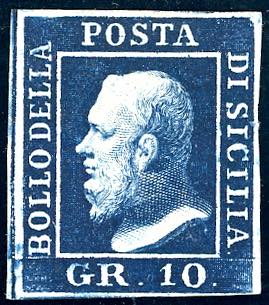 BOLLO DELLA
POSTA
DI SICILIA
GR. 10.